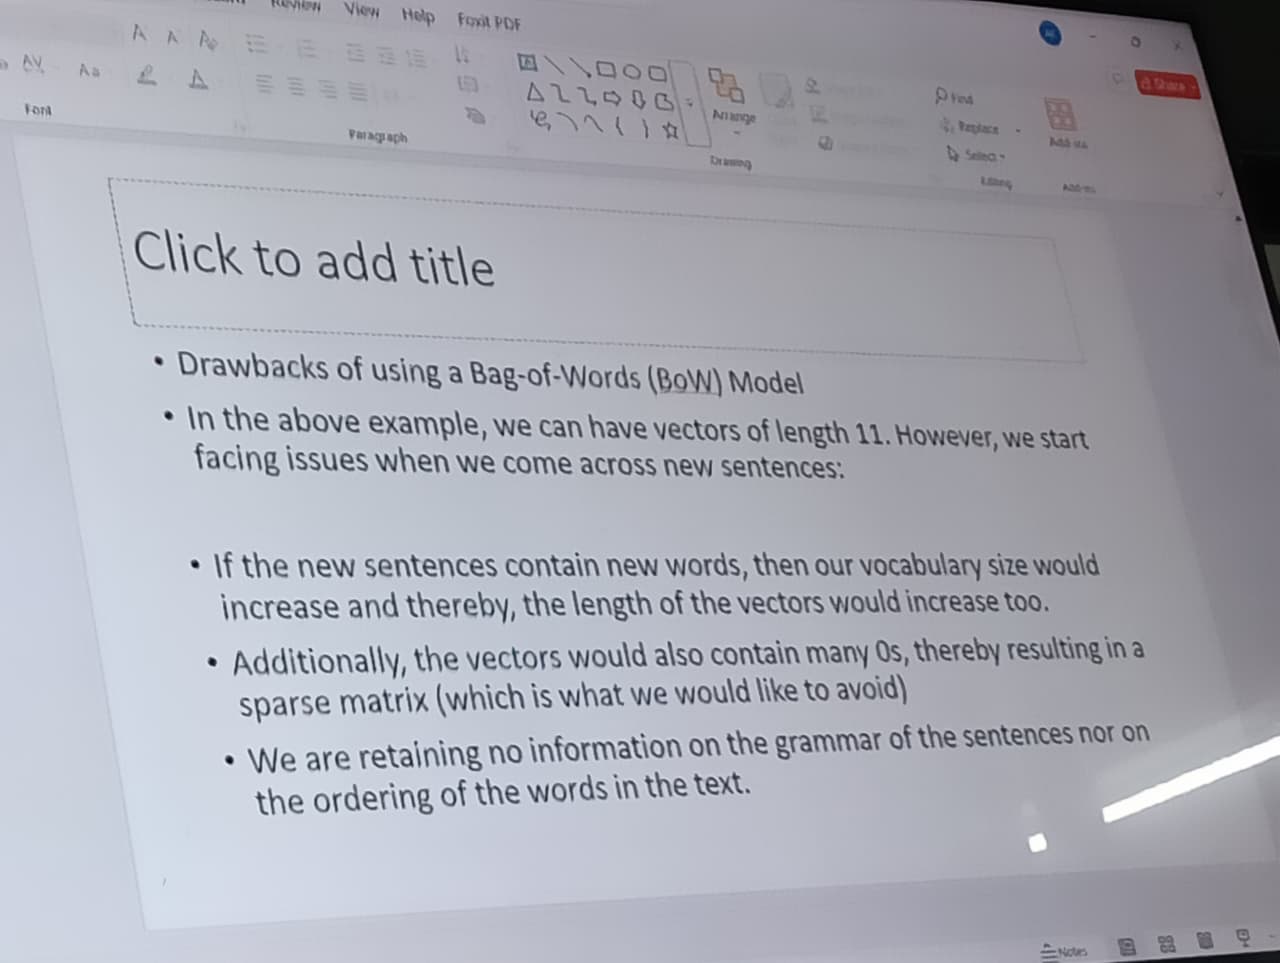 Review View Help Foxit PDF
Share
Find
Replace
Select
Arrange
Add-ins
Font
Paragraph
Drawing
Editing
Add-ins
Click to add title
• Drawbacks of using a Bag-of-Words (BoW) Model
• In the above example, we can have vectors of length 11. However, we start
facing issues when we come across new sentences:
• If the new sentences contain new words, then our vocabulary size would
increase and thereby, the length of the vectors would increase too.
• Additionally, the vectors would also contain many 0s, thereby resulting in a
sparse matrix (which is what we would like to avoid)
• We are retaining no information on the grammar of the sentences nor on
the ordering of the words in the text.
Notes